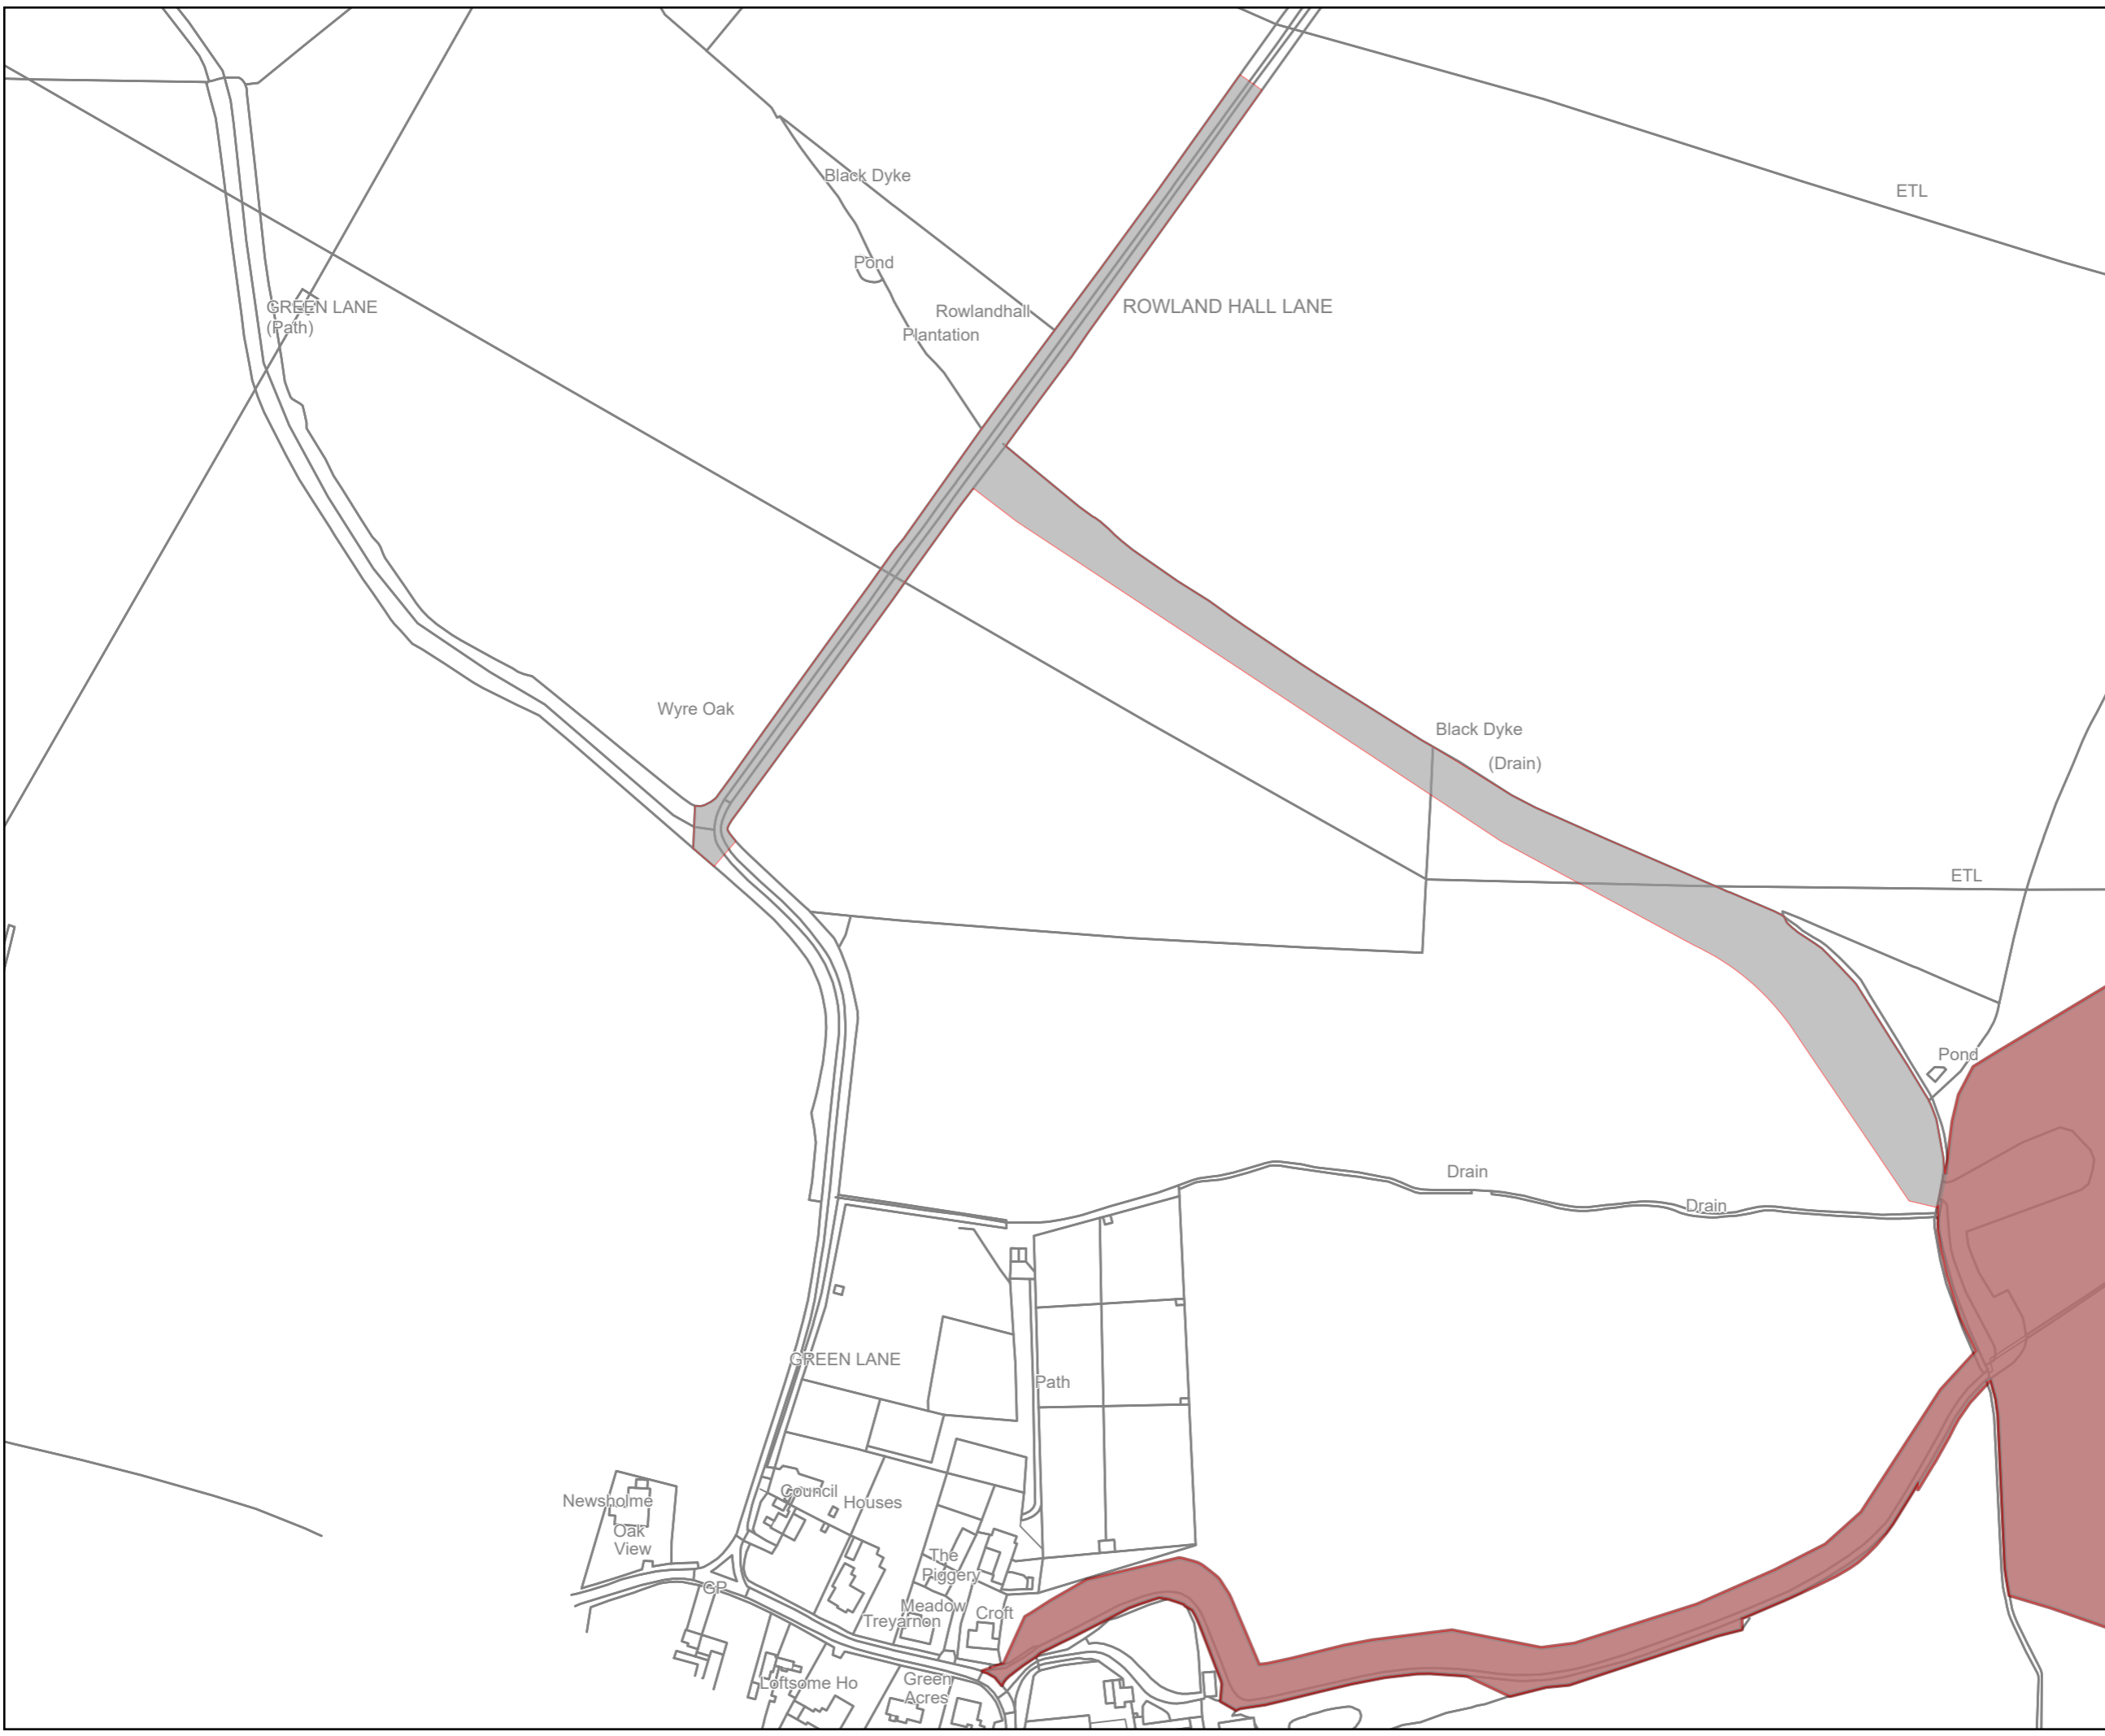 Black Dyke
ETL
Pond
GREEN LANE
(Path)
Rowlandhall
Plantation
ROWLAND HALL LANE
Wyre Oak
Black Dyke
(Drain)
ETL
Pond
Drain
Drain
GREEN LANE
Path
Council
Houses
Newsholme
Oak
View
The
Piggery
GP
Meadow
Croft
Treyarnon
Loftsome Ho
Green
Acres